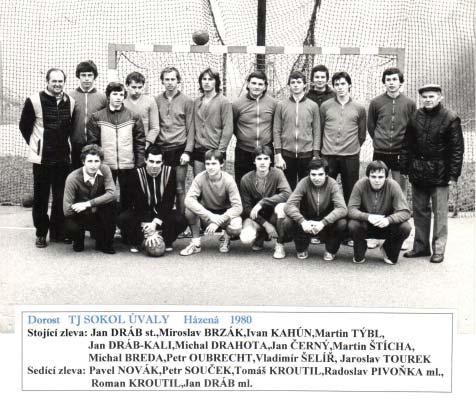 Dorost TJ SOKOL ÚVALY Házená 1980
Stojící zleva: Jan DRÁB st.,Miroslav BRZÁK,Ivan KAHÚN,Martin TÝBL,
Jan DRÁB-KALI,Michal DRAHOTA,Jan ČERNÝ,Martin ŠTÍCHA,
Michal BREDA,Petr OUBRECHT,Vladimír ŠELÍŘ, Jaroslav TOUREK
Sedící zleva: Pavel NOVÁK,Petr SOUČEK,Tomáš KROUTIL,Radoslav PIVOŇKA ml.,
Roman KROUTIL,Jan DRÁB ml.